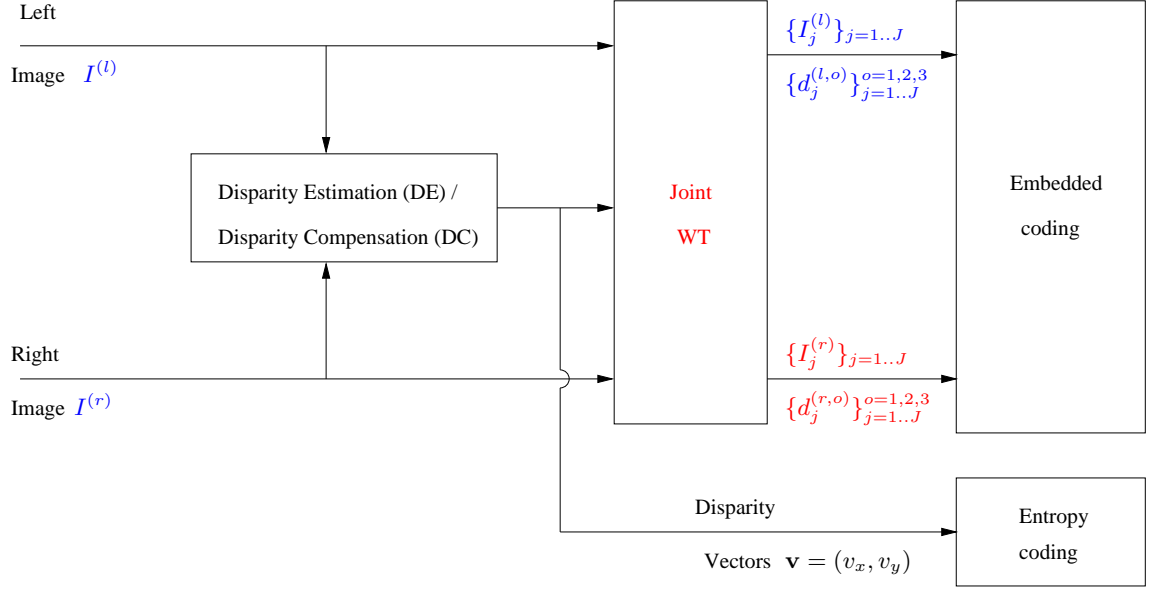 Left
Image I^{(l)}
Disparity Estimation (DE) /
Disparity Compensation (DC)
Right
Image I^{(r)}
Joint
WT
\{I_j^{(l)}\}_{j=1..J}
\{d_j^{(l,o)}\}_{j=1..J}^{o=1,2,3}
\{I_j^{(r)}\}_{j=1..J}
\{d_j^{(r,o)}\}_{j=1..J}^{o=1,2,3}
Embedded
coding
Disparity
Vectors v = (v_x, v_y)
Entropy
coding